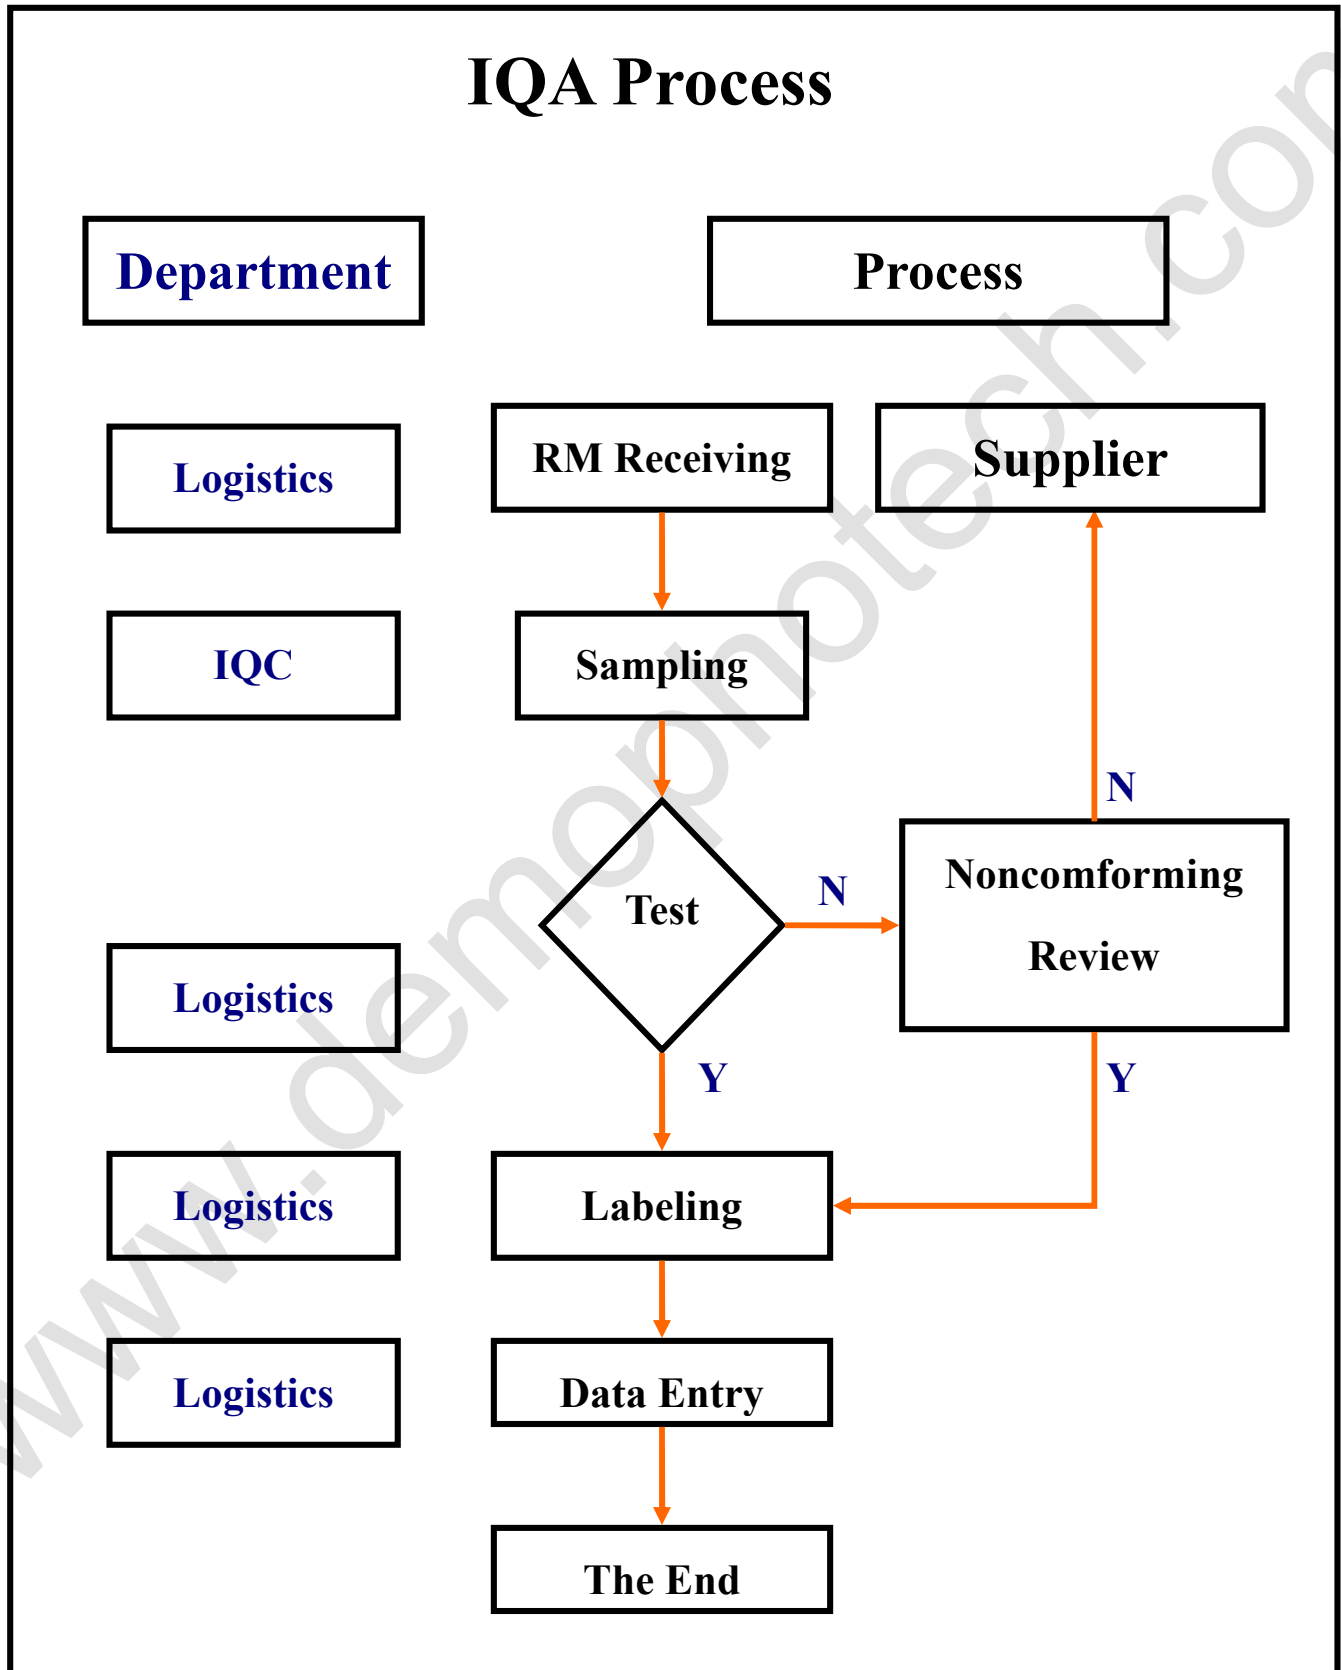 IQA Process
Department
Process
Logistics
RM Receiving
Supplier
IQC
Sampling
N
Test
N
Noncomforming
Review
Logistics
Y
Y
Logistics
Labeling
Logistics
Data Entry
The End
www.demophotech.com